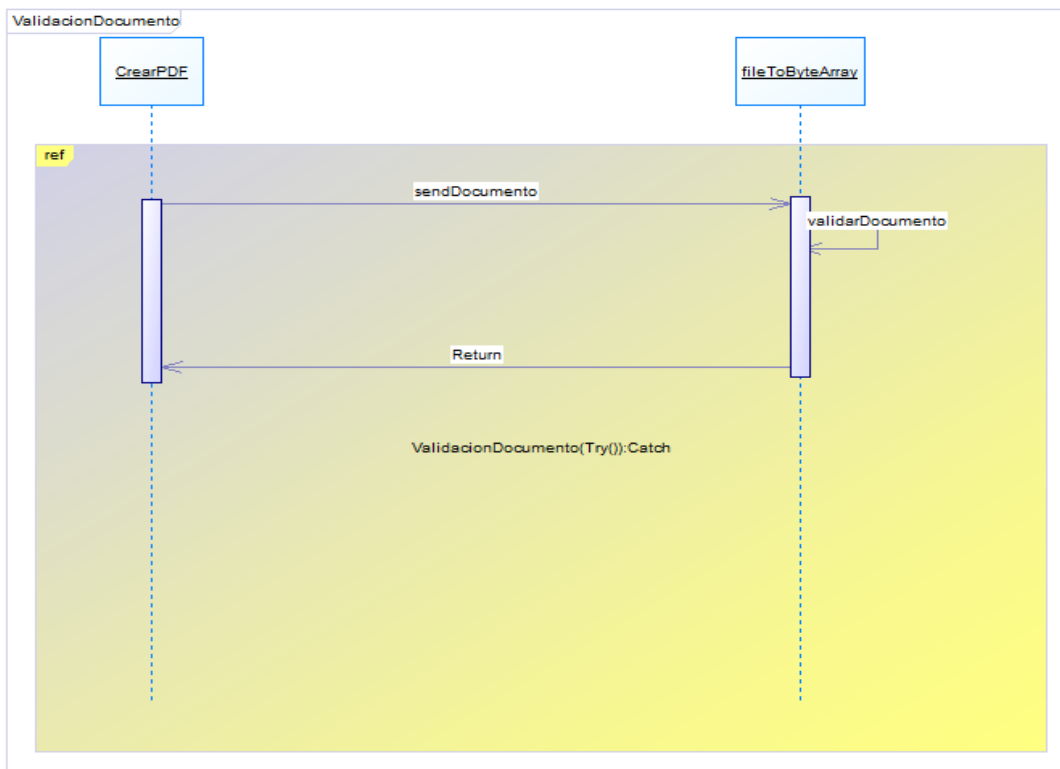 ValidacionDocumento
CrearPDF
fileToByteArray
ref
sendDocumento
validarDocumento
Return
ValidacionDocumento(Try()):Catch